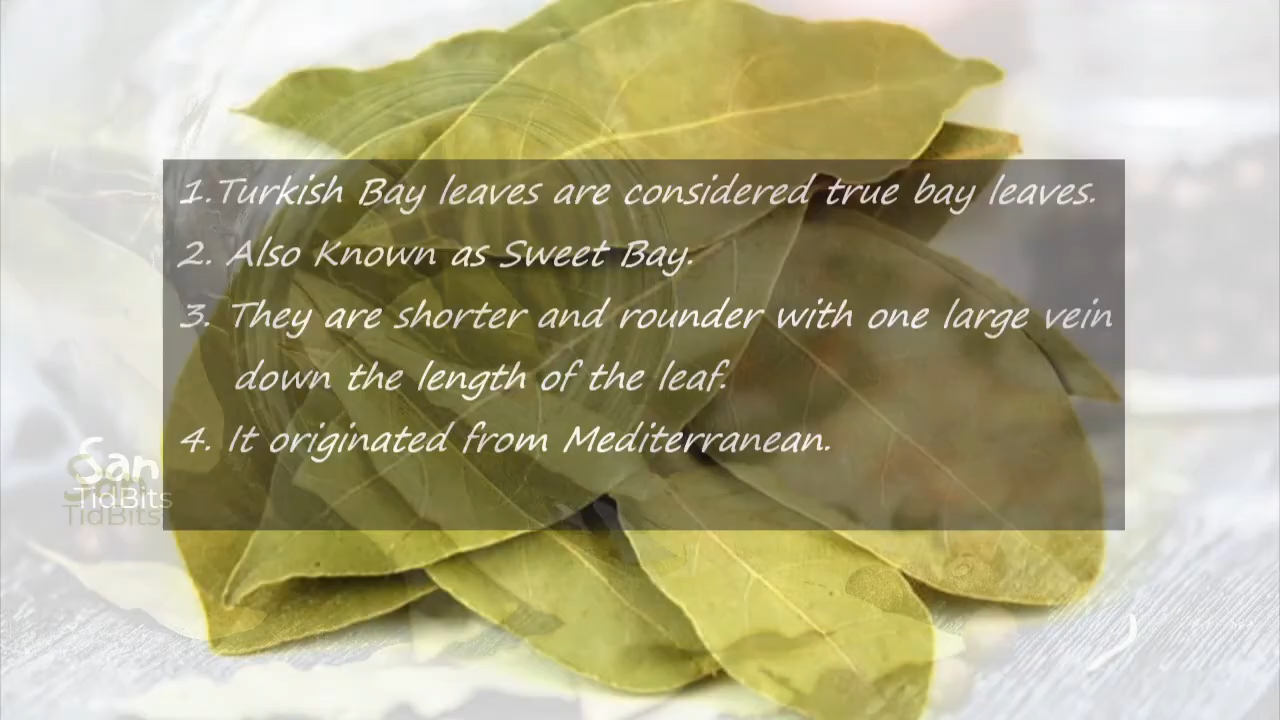 1.Turkish Bay leaves are considered true bay leaves.
2. Also Known as Sweet Bay.
3. They are shorter and rounder with one large vein
down the length of the leaf.
4. It originated from Mediterranean.
San
TidBits
San
TidBits